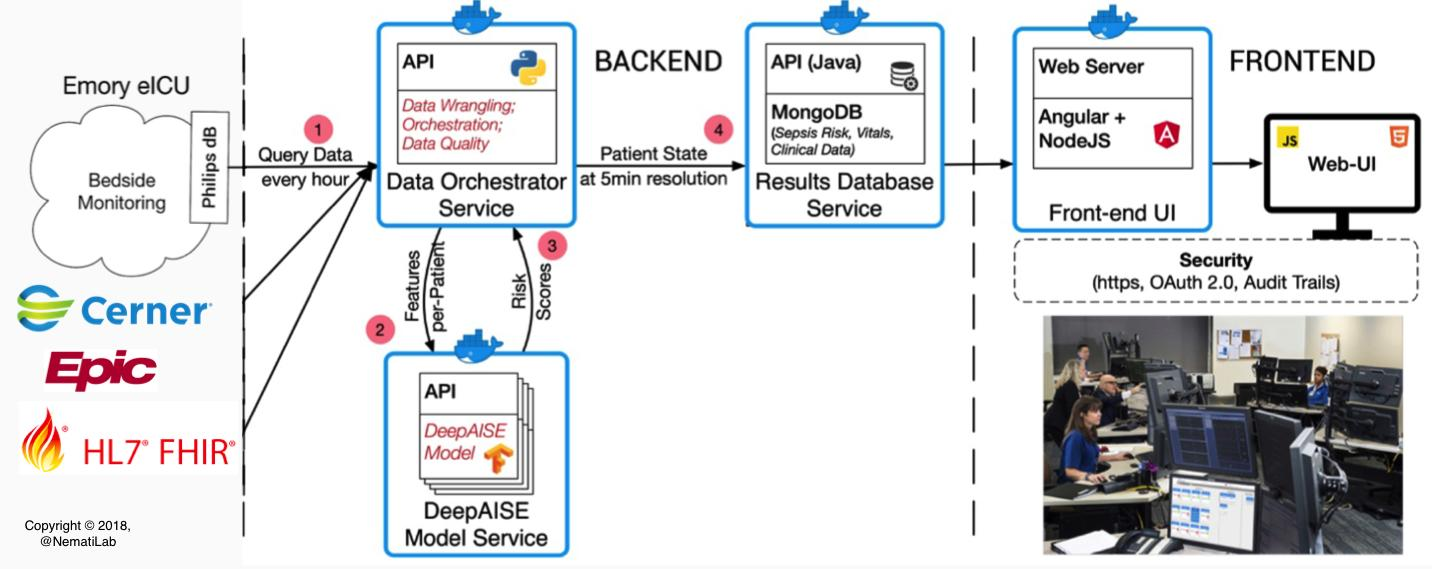 Emory eICU
Bedside
Monitoring
Philips dB
Cerner®
Epic
® HL7® FHIR®
Copyright © 2018,
@NematiLab
1
Query Data
every hour
API
Data Wrangling;
Orchestration;
Data Quality
Data Orchestrator
Service
BACKEND
4
Patient State
at 5min resolution
API (Java)
MongoDB
(Sepsis Risk, Vitals,
Clinical Data)
Results Database
Service
2
Features
per-Patient
3
Risk
Scores
API
DeepAISE
Model
DeepAISE
Model Service
FRONTEND
Web Server
Angular +
NodeJS
A
Front-end UI
JS
5
Web-UI
Security
(https, OAuth 2.0, Audit Trails)